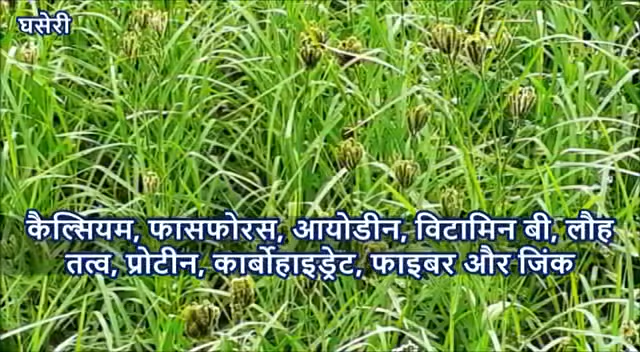 घसेरी
कैल्सियम, फासफोरस, आयोडीन, विटामिन बी, लौह
तत्व, प्रोटीन, कार्बोहाइड्रेट, फाइबर और जिंक